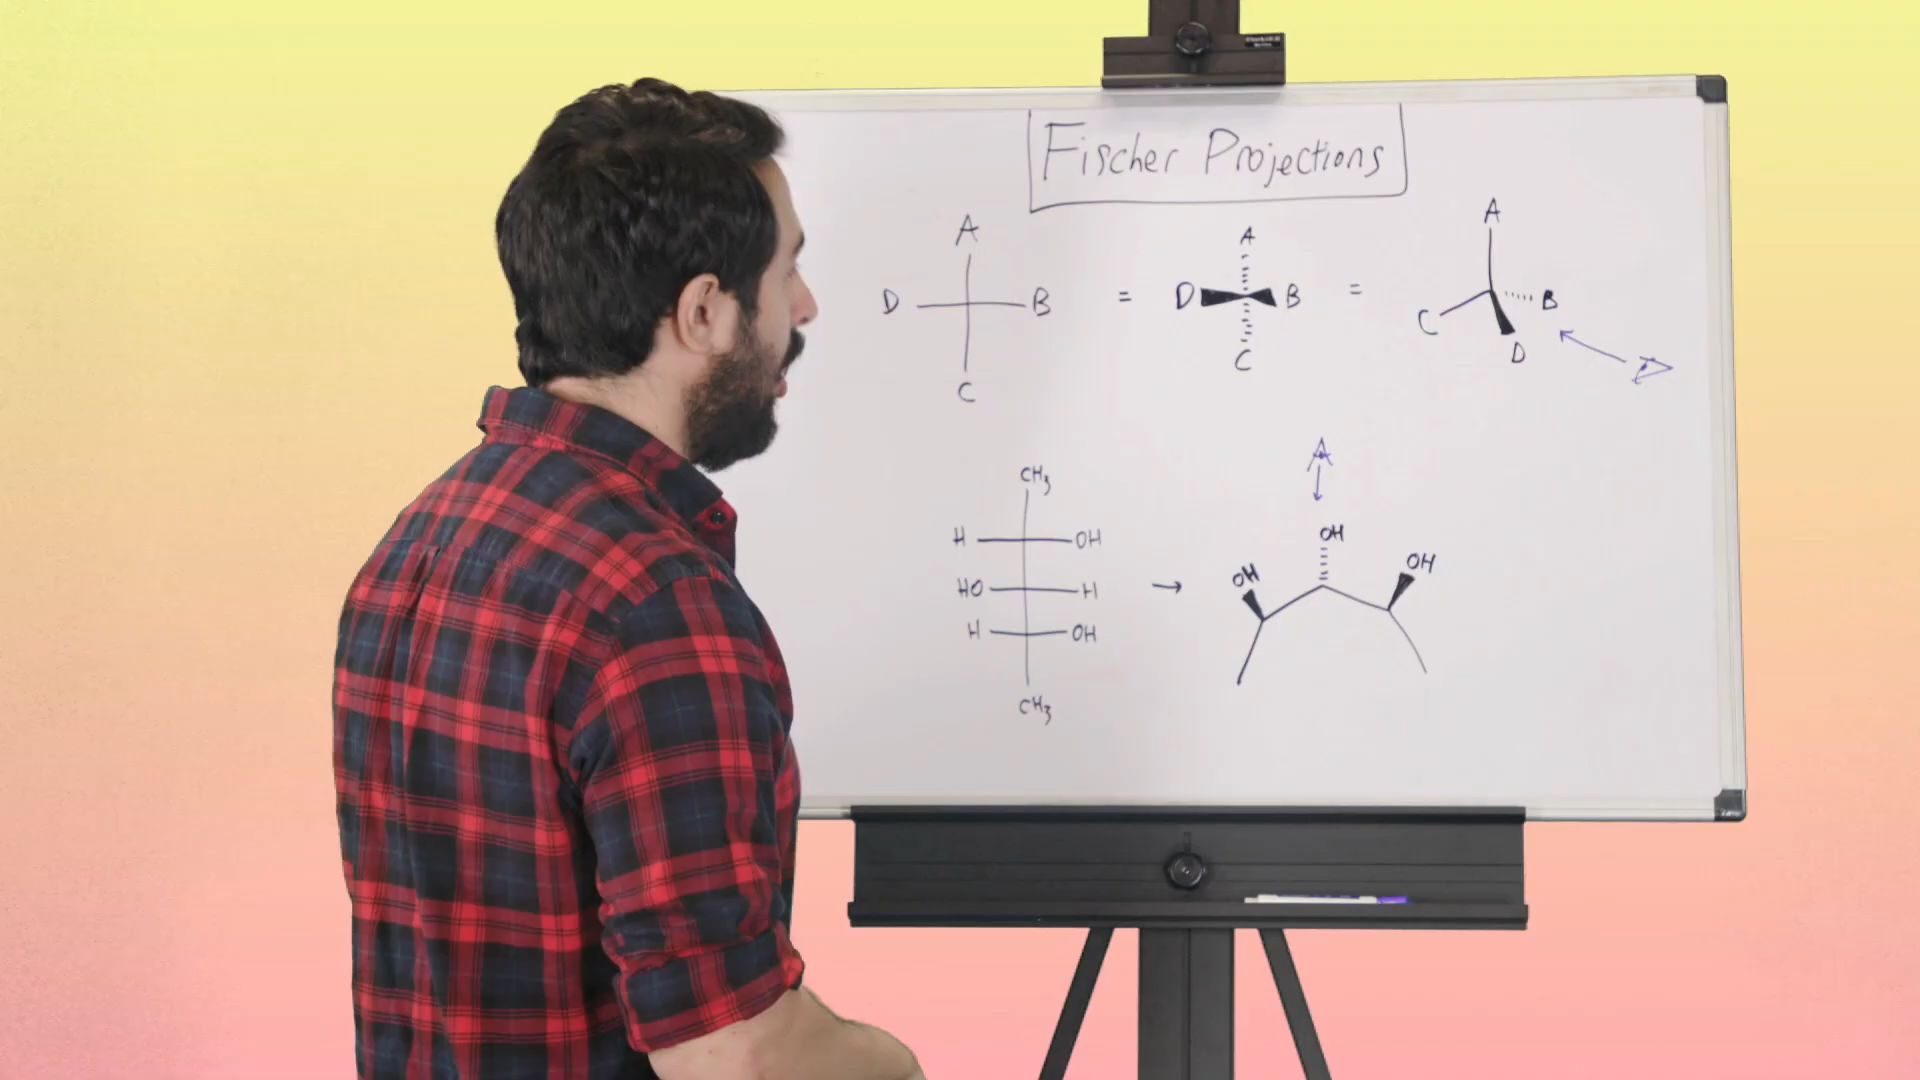 Fischer Projections
A
D B
C
=
A
D B
C
=
A
B
C
D
CH3
H OH
HO H
H OH
CH3
→
OH
OH
OH